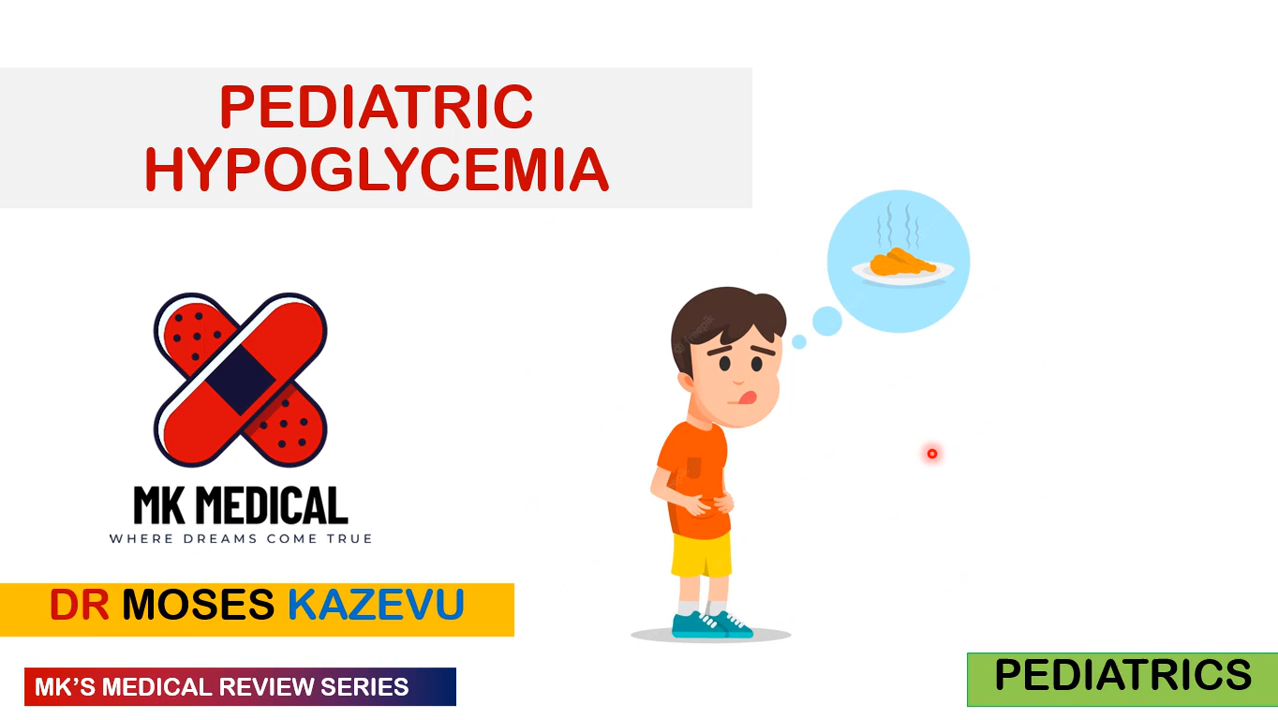 PEDIATRIC
HYPOGLYCEMIA
MK MEDICAL
WHERE DREAMS COME TRUE
DR MOSES KAZEVU
MK'S MEDICAL REVIEW SERIES
PEDIATRICS